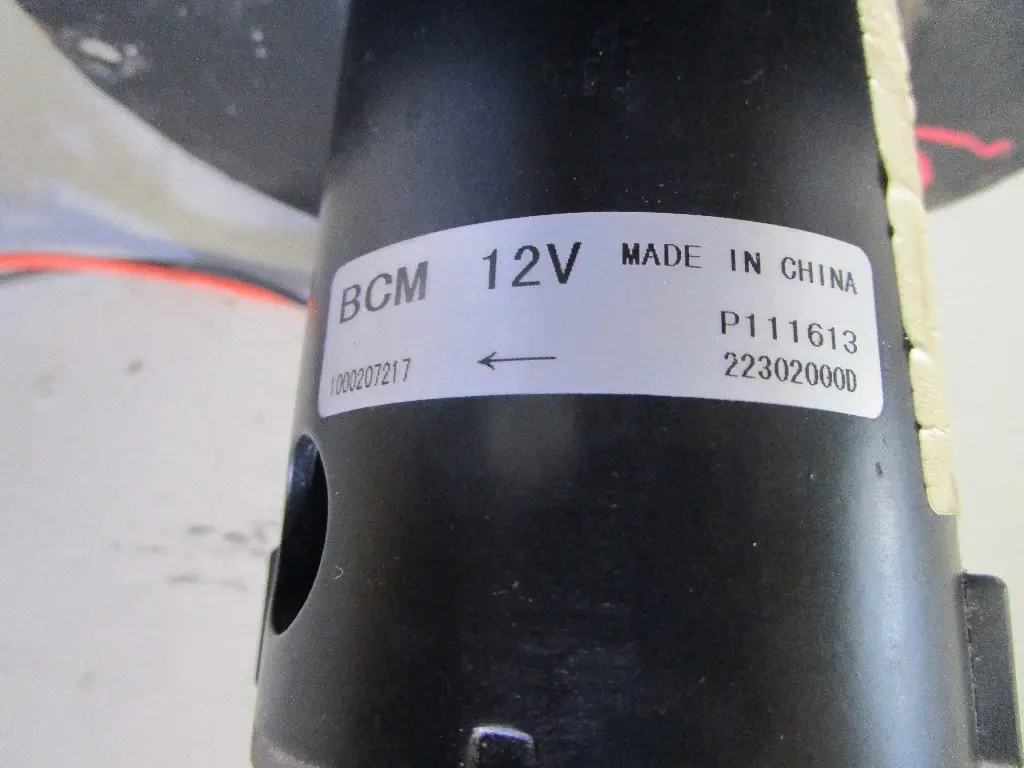 BCM 12V MADE IN CHINA
P111613
1000207217 ← 22302000D